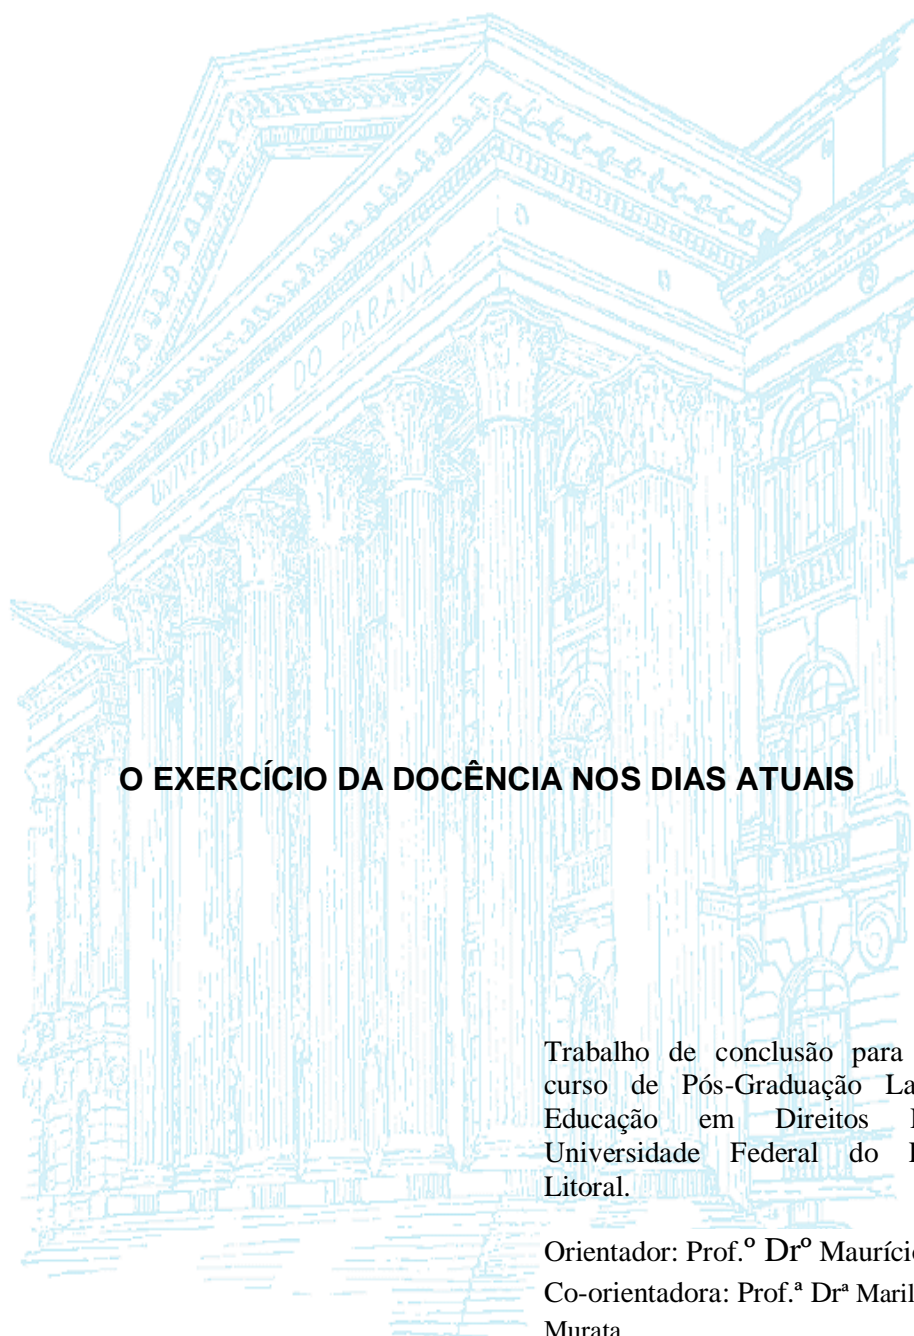 UNIVERSIDADE DO PARANÁ
O EXERCÍCIO DA DOCÊNCIA NOS DIAS ATUAIS
Trabalho de conclusão para
curso de Pós-Graduação La
Educação em Direitos
Universidade Federal do
Litoral.
Orientador: Prof.º Drº Maurício
Co-orientadora: Prof.ª Drª Maril
Murata